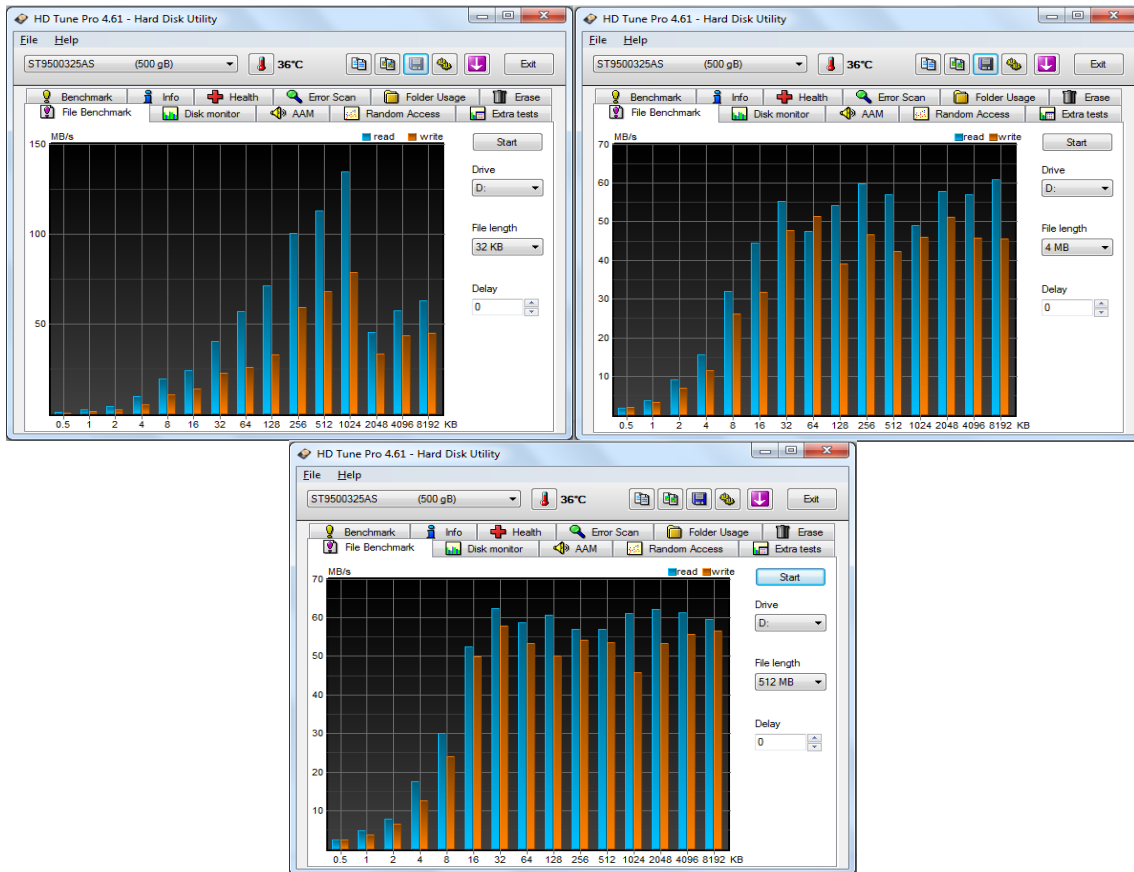 HD Tune Pro 4.61 - Hard Disk Utility
File Help
ST9500325AS (500 gB) 36°C Exit
Benchmark Info Health Error Scan Folder Usage Erase
File Benchmark Disk monitor AAM Random Access Extra tests
MB/s read write
150
100
50
0.5 1 2 4 8 16 32 64 128 256 512 1024 2048 4096 8192 KB
Start
Drive
D:
File length
32 KB
Delay
0
HD Tune Pro 4.61 - Hard Disk Utility
File Help
ST9500325AS (500 gB) 36°C Exit
Benchmark Info Health Error Scan Folder Usage Erase
File Benchmark Disk monitor AAM Random Access Extra tests
MB/s read write
70
60
50
40
30
20
10
0.5 1 2 4 8 16 32 64 128 256 512 1024 2048 4096 8192 KB
Start
Drive
D:
File length
4 MB
Delay
0
HD Tune Pro 4.61 - Hard Disk Utility
File Help
ST9500325AS (500 gB) 36°C Exit
Benchmark Info Health Error Scan Folder Usage Erase
File Benchmark Disk monitor AAM Random Access Extra tests
MB/s read write
70
60
50
40
30
20
10
0.5 1 2 4 8 16 32 64 128 256 512 1024 2048 4096 8192 KB
Start
Drive
D:
File length
512 MB
Delay
0